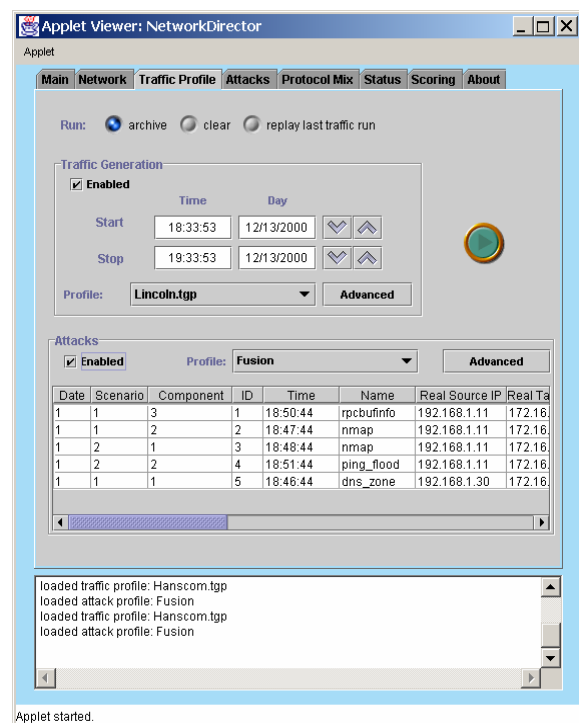 Applet Viewer: NetworkDirector
Applet
Main Network Traffic Profile Attacks Protocol Mix Status Scoring About
Run: archive clear replay last traffic run
Traffic Generation
Enabled
Time Day
Start 18:33:53 12/13/2000
Stop 19:33:53 12/13/2000
Profile: Lincoln.tgp Advanced
Attacks
Enabled Profile: Fusion Advanced
Date Scenario Component ID Time Name Real Source IP Real Ta
1 1 3 1 18:50:44 rpcbufinfo 192.168.1.11 172.16.
1 1 2 2 18:47:44 nmap 192.168.1.11 172.16.
1 2 1 3 18:48:44 nmap 192.168.1.11 172.16.
1 2 2 4 18:51:44 ping_flood 192.168.1.11 172.16.
1 1 1 5 18:46:44 dns_zone 192.168.1.30 172.16.
loaded traffic profile: Hanscom.tgp
loaded attack profile: Fusion
loaded traffic profile: Hanscom.tgp
loaded attack profile: Fusion
Applet started.